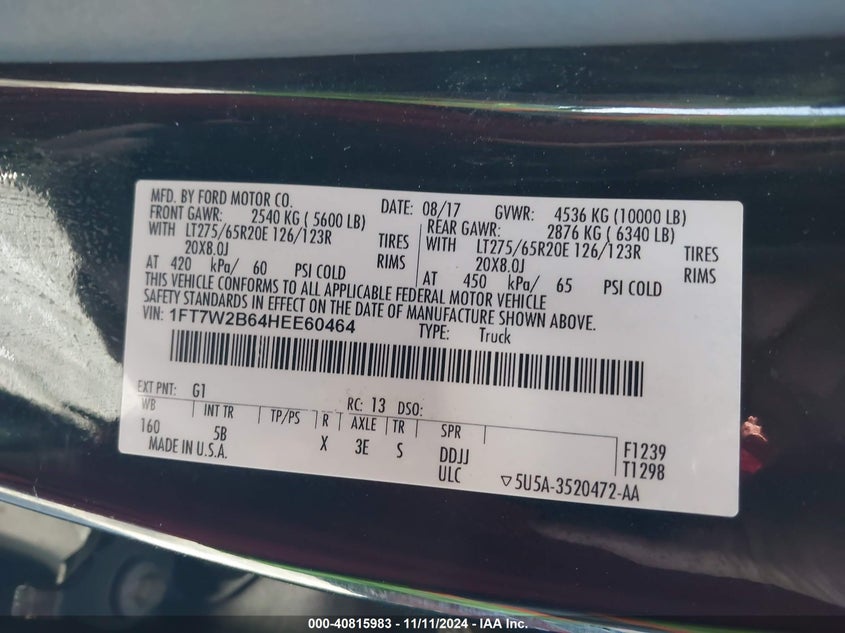 MFD. BY FORD MOTOR CO. DATE: 08/17 GVWR: 4536 KG (10000 LB)
FRONT GAWR: 2540 KG ( 5600 LB) REAR GAWR: 2876 KG ( 6340 LB)
WITH LT275/65R20E 126/123R TIRES WITH LT275/65R20E 126/123R TIRES
20X8.0J RIMS 20X8.0J RIMS
AT 420 kPa/ 60 PSI COLD AT 450 kPa/ 65 PSI COLD
THIS VEHICLE CONFORMS TO ALL APPLICABLE FEDERAL MOTOR VEHICLE
SAFETY STANDARDS IN EFFECT ON THE DATE OF MANUFACTURE SHOWN ABOVE.
VIN: 1FT7W2B64HEE60464 TYPE: Truck
EXT PNT: G1 RC: 13 DSO:
WB INT TR TP/PS R AXLE TR SPR
160 5B X 3E S DDJJ F1239
MADE IN U.S.A. ULC T1298
▽5U5A-3520472-AA
000-40815983 - 11/11/2024 - IAA Inc.